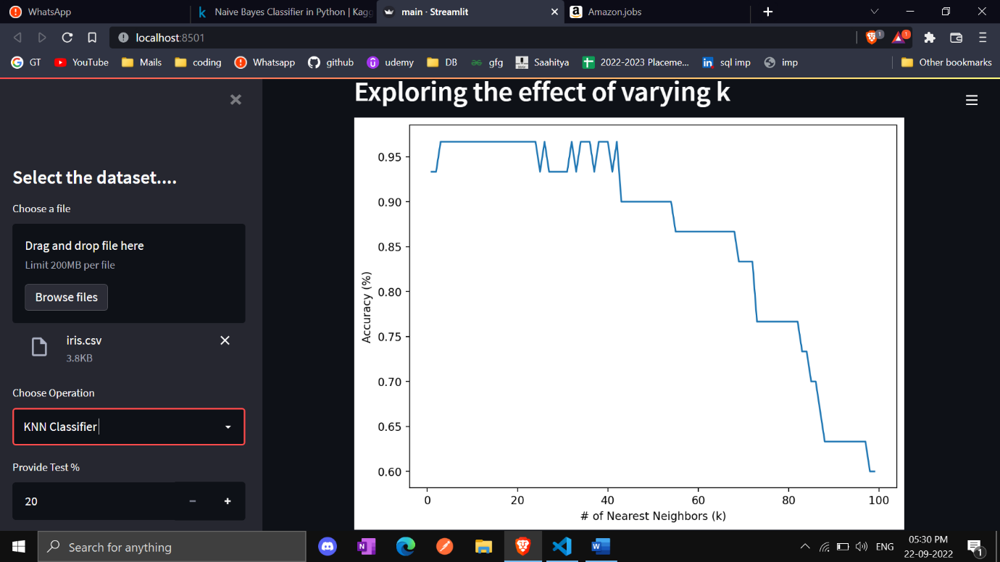 WhatsApp
Naive Bayes Classifier in Python | Kagg
main · Streamlit
Amazon.jobs
localhost:8501
1
1
GT
YouTube
Mails
coding
Whatsapp
github
udemy
DB
gfg
Saahitya
2022-2023 Placeme...
sql imp
imp
Other bookmarks
Select the dataset....
Choose a file
Drag and drop file here
Limit 200MB per file
Browse files
iris.csv
3.8KB
Choose Operation
KNN Classifier
Provide Test %
20
Exploring the effect of varying k
Accuracy (%)
0.95
0.90
0.85
0.80
0.75
0.70
0.65
0.60
0 20 40 60 80 100
# of Nearest Neighbors (k)
Search for anything
ENG
05:30 PM
22-09-2022
1